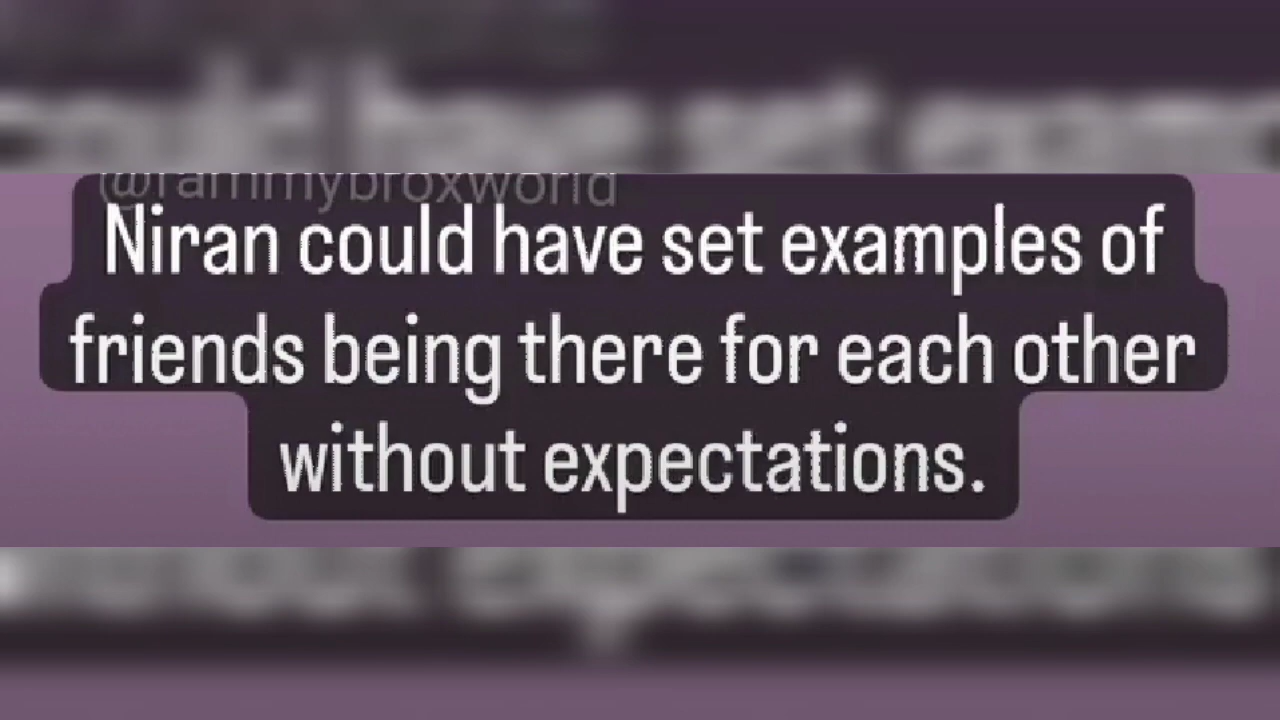 Niran could have set examples of
friends being there for each other
without expectations.